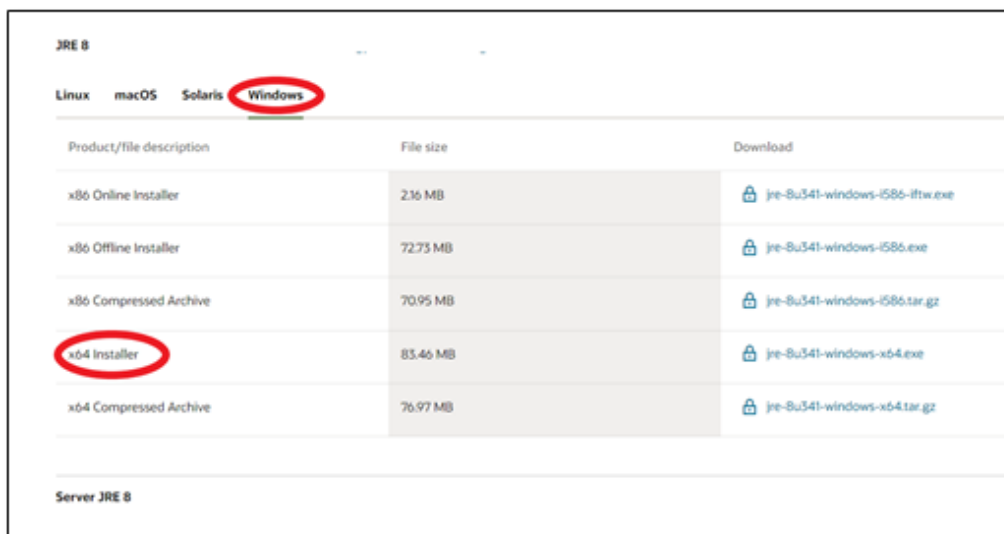 JRE 8
Linux macOS Solaris Windows
Product/file description File size Download
x86 Online Installer 2.16 MB jre-8u341-windows-i586-iftw.exe
x86 Offline Installer 72.73 MB jre-8u341-windows-i586.exe
x86 Compressed Archive 70.95 MB jre-8u341-windows-i586.tar.gz
x64 Installer 83.46 MB jre-8u341-windows-x64.exe
x64 Compressed Archive 76.97 MB jre-8u341-windows-x64.tar.gz
Server JRE 8